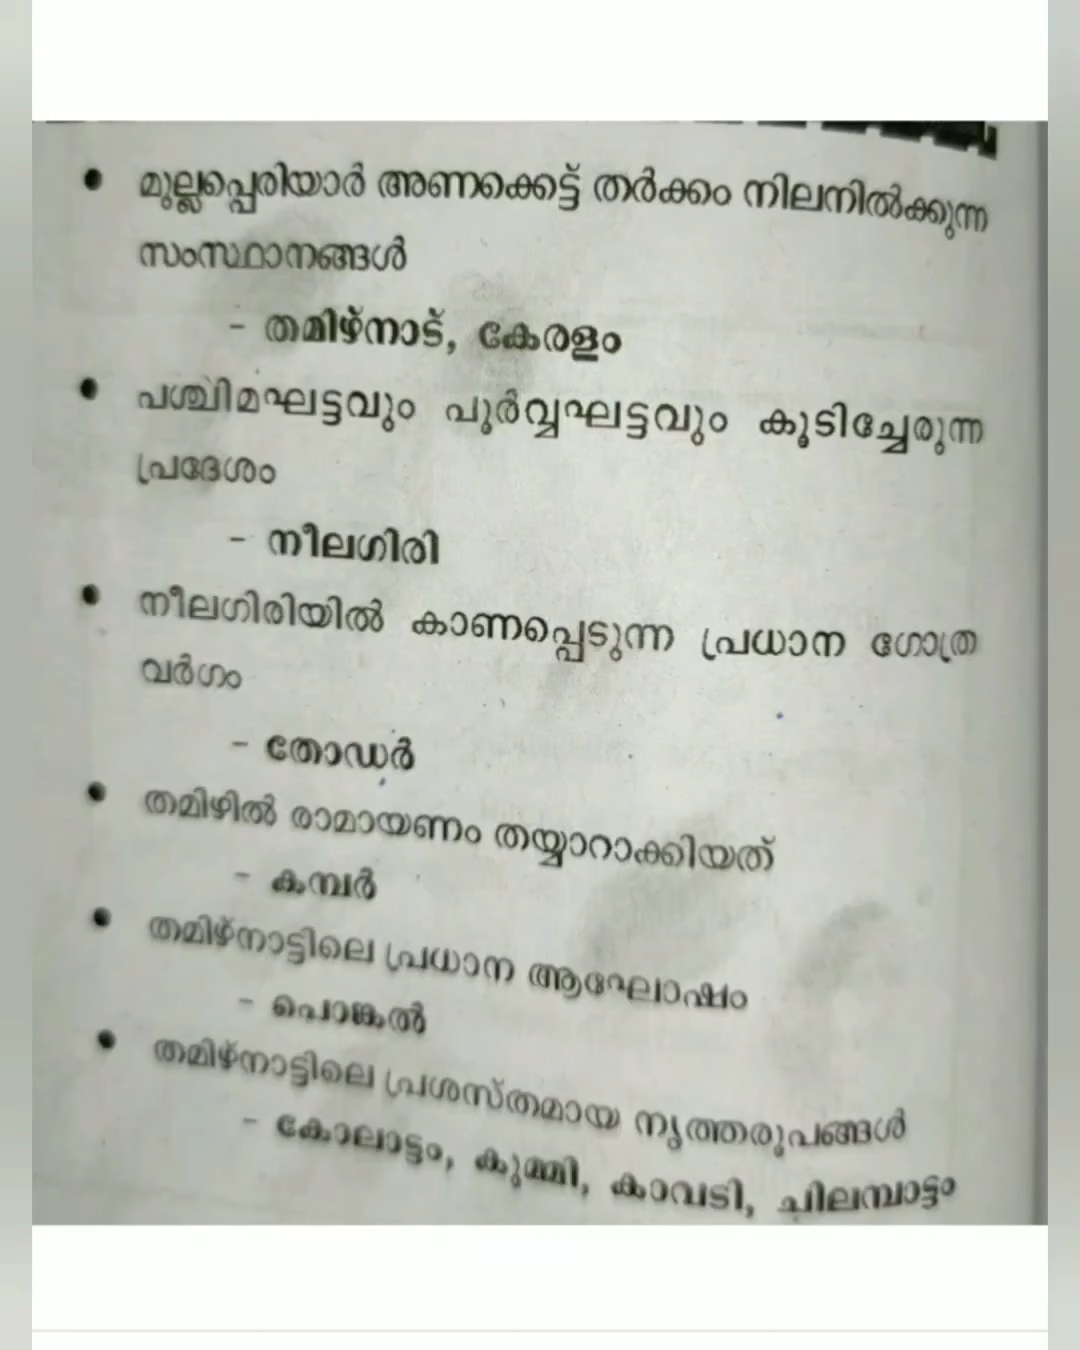 • മുല്ലപ്പെരിയാർ അണക്കെട്ട് തർക്കം നിലനിൽക്കുന്ന
സംസ്ഥാനങ്ങൾ
- തമിഴ്നാട്, കേരളം
• പശ്ചിമഘട്ടവും പൂർവ്വഘട്ടവും കൂടിച്ചേരുന്ന
പ്രദേശം
- നീലഗിരി
• നീലഗിരിയിൽ കാണപ്പെടുന്ന പ്രധാന ഗോത്ര
വർഗം
- തോഡർ
• തമിഴിൽ രാമായണം തയ്യാറാക്കിയത്
- കമ്പർ
• തമിഴ്നാട്ടിലെ പ്രധാന ആഘോഷം
- പൊങ്കൽ
• തമിഴ്നാട്ടിലെ പ്രശസ്തമായ നൃത്തരൂപങ്ങൾ
- കോലാട്ടം, കുമ്മി, കാവടി, ചിലമ്പാട്ടം